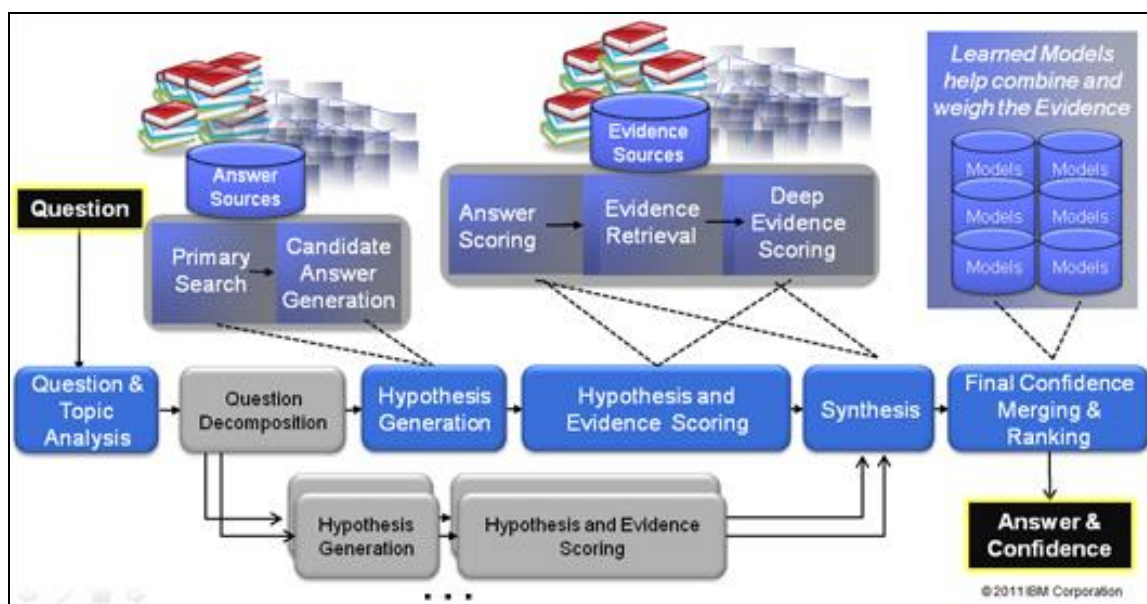 Learned Models
help combine and
weigh the Evidence
Models Models
Models Models
Models Models
Answer
Sources
Evidence
Sources
Question
Primary
Search
Candidate
Answer
Generation
Answer
Scoring
Evidence
Retrieval
Deep
Evidence
Scoring
Question &
Topic
Analysis
Question
Decomposition
Hypothesis
Generation
Hypothesis and
Evidence Scoring
Synthesis
Final Confidence
Merging &
Ranking
Hypothesis
Generation
Hypothesis and Evidence
Scoring
. . .
Answer &
Confidence
©2011 IBM Corporation